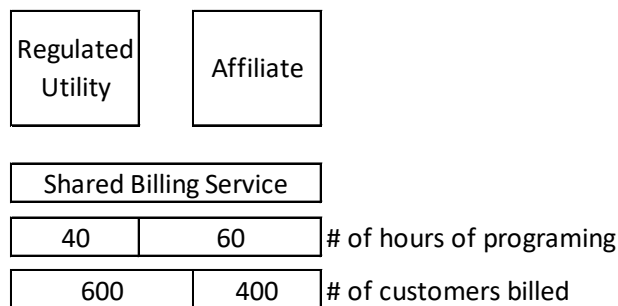 Regulated
Utility
Affiliate
Shared Billing Service
40 60 # of hours of programing
600 400 # of customers billed